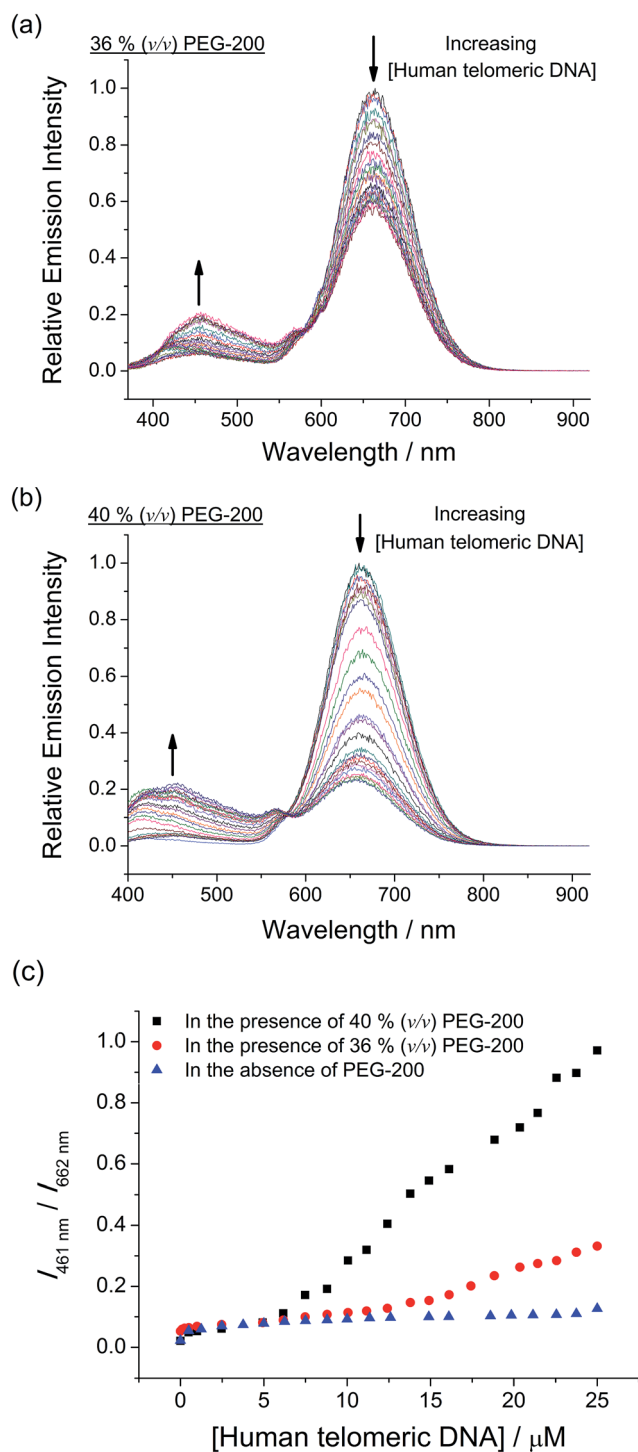 (a)
36 % (v/v) PEG-200
Increasing
[Human telomeric DNA]
1.0
0.8
0.6
0.4
0.2
0.0
Relative Emission Intensity
400 500 600 700 800 900
Wavelength / nm
(b)
40 % (v/v) PEG-200
Increasing
[Human telomeric DNA]
1.0
0.8
0.6
0.4
0.2
0.0
Relative Emission Intensity
400 500 600 700 800 900
Wavelength / nm
(c)
In the presence of 40 % (v/v) PEG-200
In the presence of 36 % (v/v) PEG-200
In the absence of PEG-200
1.0
0.8
0.6
0.4
0.2
0.0
I461 nm / I662 nm
0 5 10 15 20 25
[Human telomeric DNA] / μM